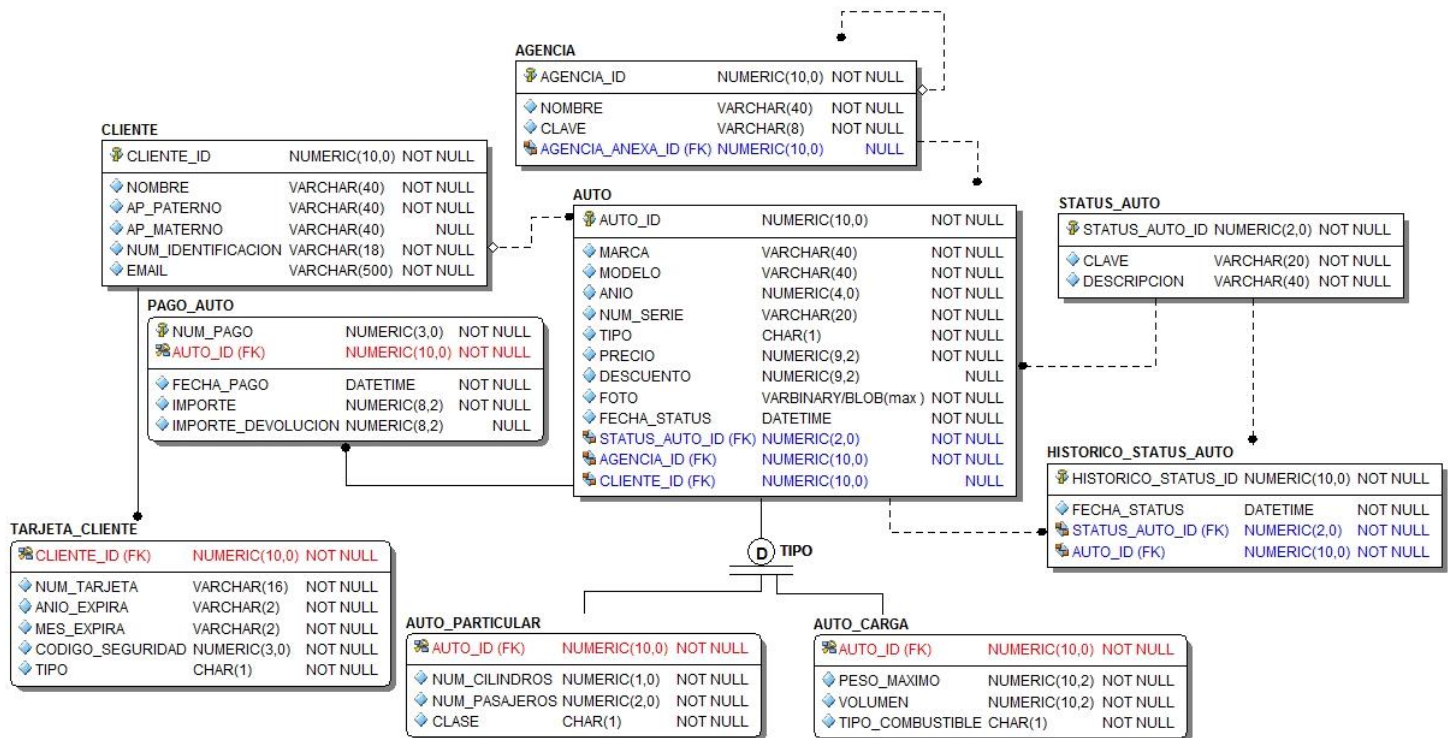 AGENCIA
AGENCIA_ID NUMERIC(10,0) NOT NULL
NOMBRE VARCHAR(40) NOT NULL
CLAVE VARCHAR(8) NOT NULL
AGENCIA_ANEXA_ID (FK) NUMERIC(10,0) NULL
CLIENTE
CLIENTE_ID NUMERIC(10,0) NOT NULL
NOMBRE VARCHAR(40) NOT NULL
AP_PATERNO VARCHAR(40) NOT NULL
AP_MATERNO VARCHAR(40) NULL
NUM_IDENTIFICACION VARCHAR(18) NOT NULL
EMAIL VARCHAR(500) NOT NULL
AUTO
AUTO_ID NUMERIC(10,0) NOT NULL
MARCA VARCHAR(40) NOT NULL
MODELO VARCHAR(40) NOT NULL
ANIO NUMERIC(4,0) NOT NULL
NUM_SERIE VARCHAR(20) NOT NULL
TIPO CHAR(1) NOT NULL
PRECIO NUMERIC(9,2) NOT NULL
DESCUENTO NUMERIC(9,2) NULL
FOTO VARBINARY/BLOB(max ) NOT NULL
FECHA_STATUS DATETIME NOT NULL
STATUS_AUTO_ID (FK) NUMERIC(2,0) NOT NULL
AGENCIA_ID (FK) NUMERIC(10,0) NOT NULL
CLIENTE_ID (FK) NUMERIC(10,0) NULL
STATUS_AUTO
STATUS_AUTO_ID NUMERIC(2,0) NOT NULL
CLAVE VARCHAR(20) NOT NULL
DESCRIPCION VARCHAR(40) NOT NULL
PAGO_AUTO
NUM_PAGO NUMERIC(3,0) NOT NULL
AUTO_ID (FK) NUMERIC(10,0) NOT NULL
FECHA_PAGO DATETIME NOT NULL
IMPORTE NUMERIC(8,2) NOT NULL
IMPORTE_DEVOLUCION NUMERIC(8,2) NULL
HISTORICO_STATUS_AUTO
HISTORICO_STATUS_ID NUMERIC(10,0) NOT NULL
FECHA_STATUS DATETIME NOT NULL
STATUS_AUTO_ID (FK) NUMERIC(2,0) NOT NULL
AUTO_ID (FK) NUMERIC(10,0) NOT NULL
TARJETA_CLIENTE
CLIENTE_ID (FK) NUMERIC(10,0) NOT NULL
NUM_TARJETA VARCHAR(16) NOT NULL
ANIO_EXPIRA VARCHAR(2) NOT NULL
MES_EXPIRA VARCHAR(2) NOT NULL
CODIGO_SEGURIDAD NUMERIC(3,0) NOT NULL
TIPO CHAR(1) NOT NULL
D TIPO
AUTO_PARTICULAR
AUTO_ID (FK) NUMERIC(10,0) NOT NULL
NUM_CILINDROS NUMERIC(1,0) NOT NULL
NUM_PASAJEROS NUMERIC(2,0) NOT NULL
CLASE CHAR(1) NOT NULL
AUTO_CARGA
AUTO_ID (FK) NUMERIC(10,0) NOT NULL
PESO_MAXIMO NUMERIC(10,2) NOT NULL
VOLUMEN NUMERIC(10,2) NOT NULL
TIPO_COMBUSTIBLE CHAR(1) NOT NULL